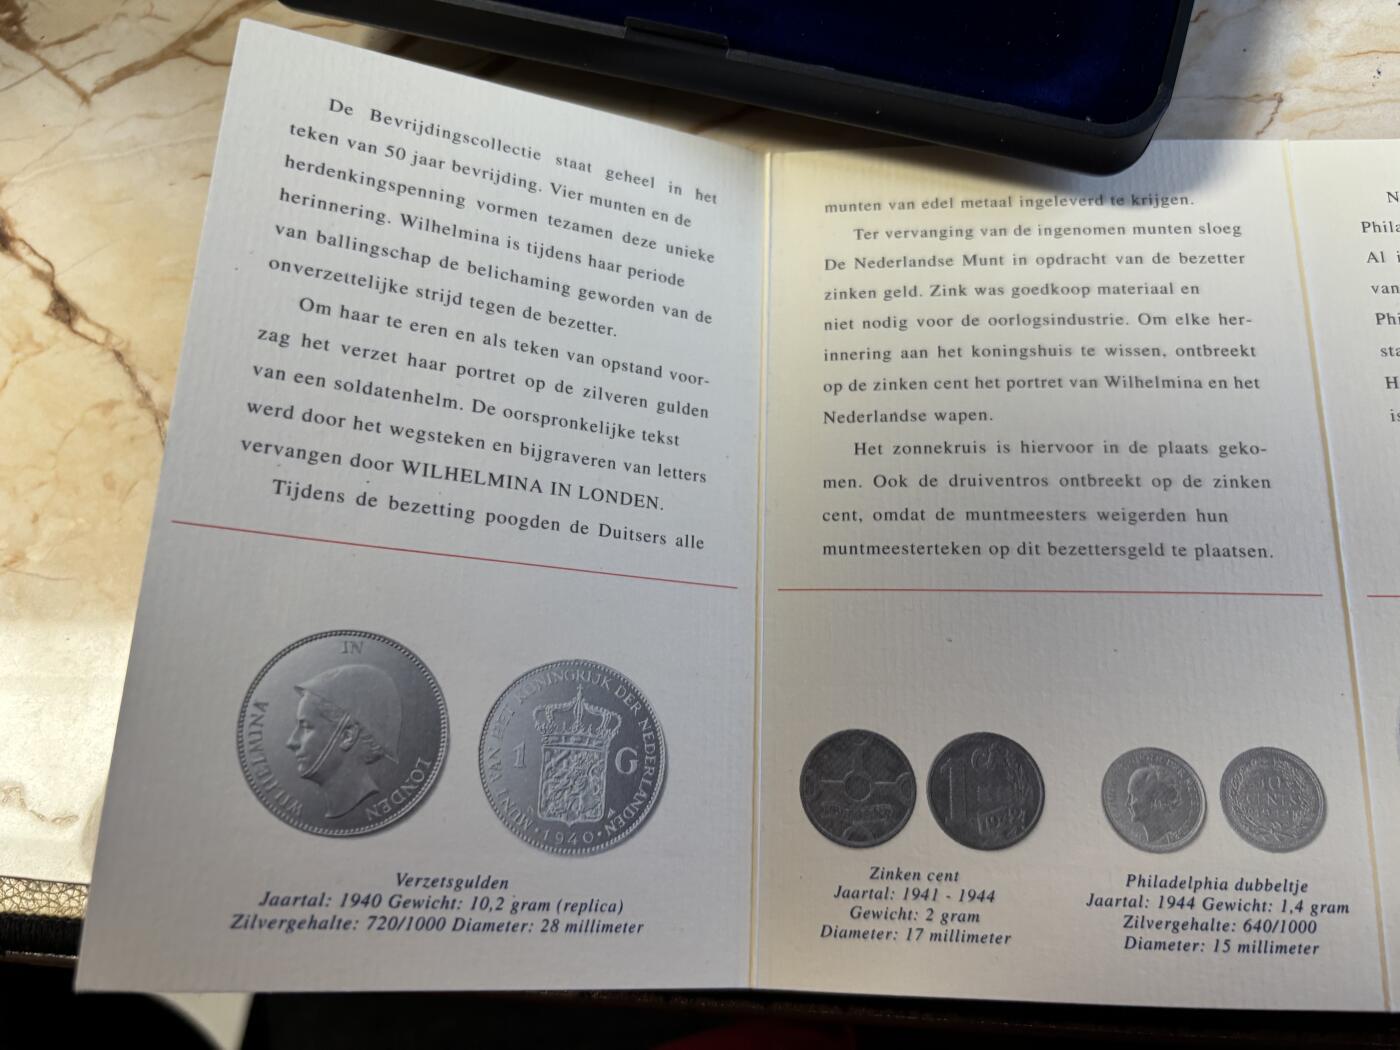 De Bevrijdingscollectie staat geheel in het
teken van 50 jaar bevrijding. Vier munten en de
herdenkingspenning vormen tezamen deze unieke
herinnering. Wilhelmina is tijdens haar periode
van ballingschap de belichaming geworden van de
onverzettelijke strijd tegen de bezetter.
Om haar te eren en als teken van opstand voor-
zag het verzet haar portret op de zilveren gulden
van een soldatenhelm. De oorspronkelijke tekst
werd door het wegsteken en bijgraveren van letters
vervangen door WILHELMINA IN LONDEN.
Tijdens de bezetting poogden de Duitsers alle
WILHELMINA IN LONDEN
MUNT VAN HET KONINGRIJK DER NEDERLANDEN
1 G
1940
Verzetsgulden
Jaartal: 1940 Gewicht: 10,2 gram (replica)
Zilvergehalte: 720/1000 Diameter: 28 millimeter
munten van edel metaal ingeleverd te krijgen.
Ter vervanging van de ingenomen munten sloeg
De Nederlandse Munt in opdracht van de bezetter
zinken geld. Zink was goedkoop materiaal en
niet nodig voor de oorlogsindustrie. Om elke her-
innering aan het koningshuis te wissen, ontbreekt
op de zinken cent het portret van Wilhelmina en het
Nederlandse wapen.
Het zonnekruis is hiervoor in de plaats geko-
men. Ook de druiventros ontbreekt op de zinken
cent, omdat de muntmeesters weigerden hun
muntmeesterteken op dit bezettersgeld te plaatsen.
1 CENT
1942
Zinken cent
Jaartal: 1941 - 1944
Gewicht: 2 gram
Diameter: 17 millimeter
10
CENTS
Philadelphia dubbeltje
Jaartal: 1944 Gewicht: 1,4 gram
Zilvergehalte: 640/1000
Diameter: 15 millimeter
N
Phila
Al i
van
Phi
sta
H
is